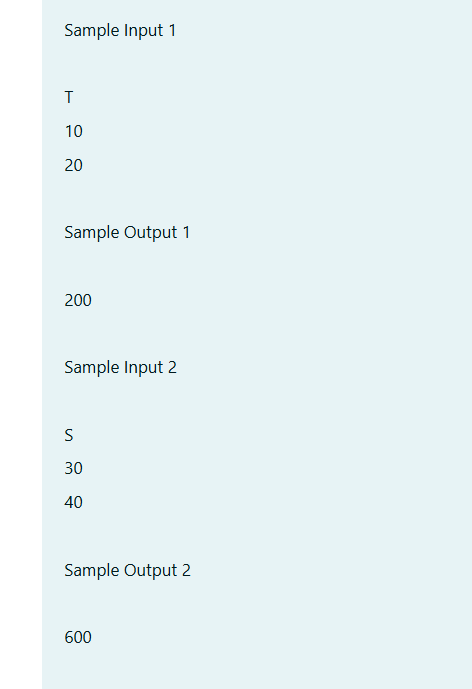 Sample Input 1
T
10
20
Sample Output 1
200
Sample Input 2
S
30
40
Sample Output 2
600